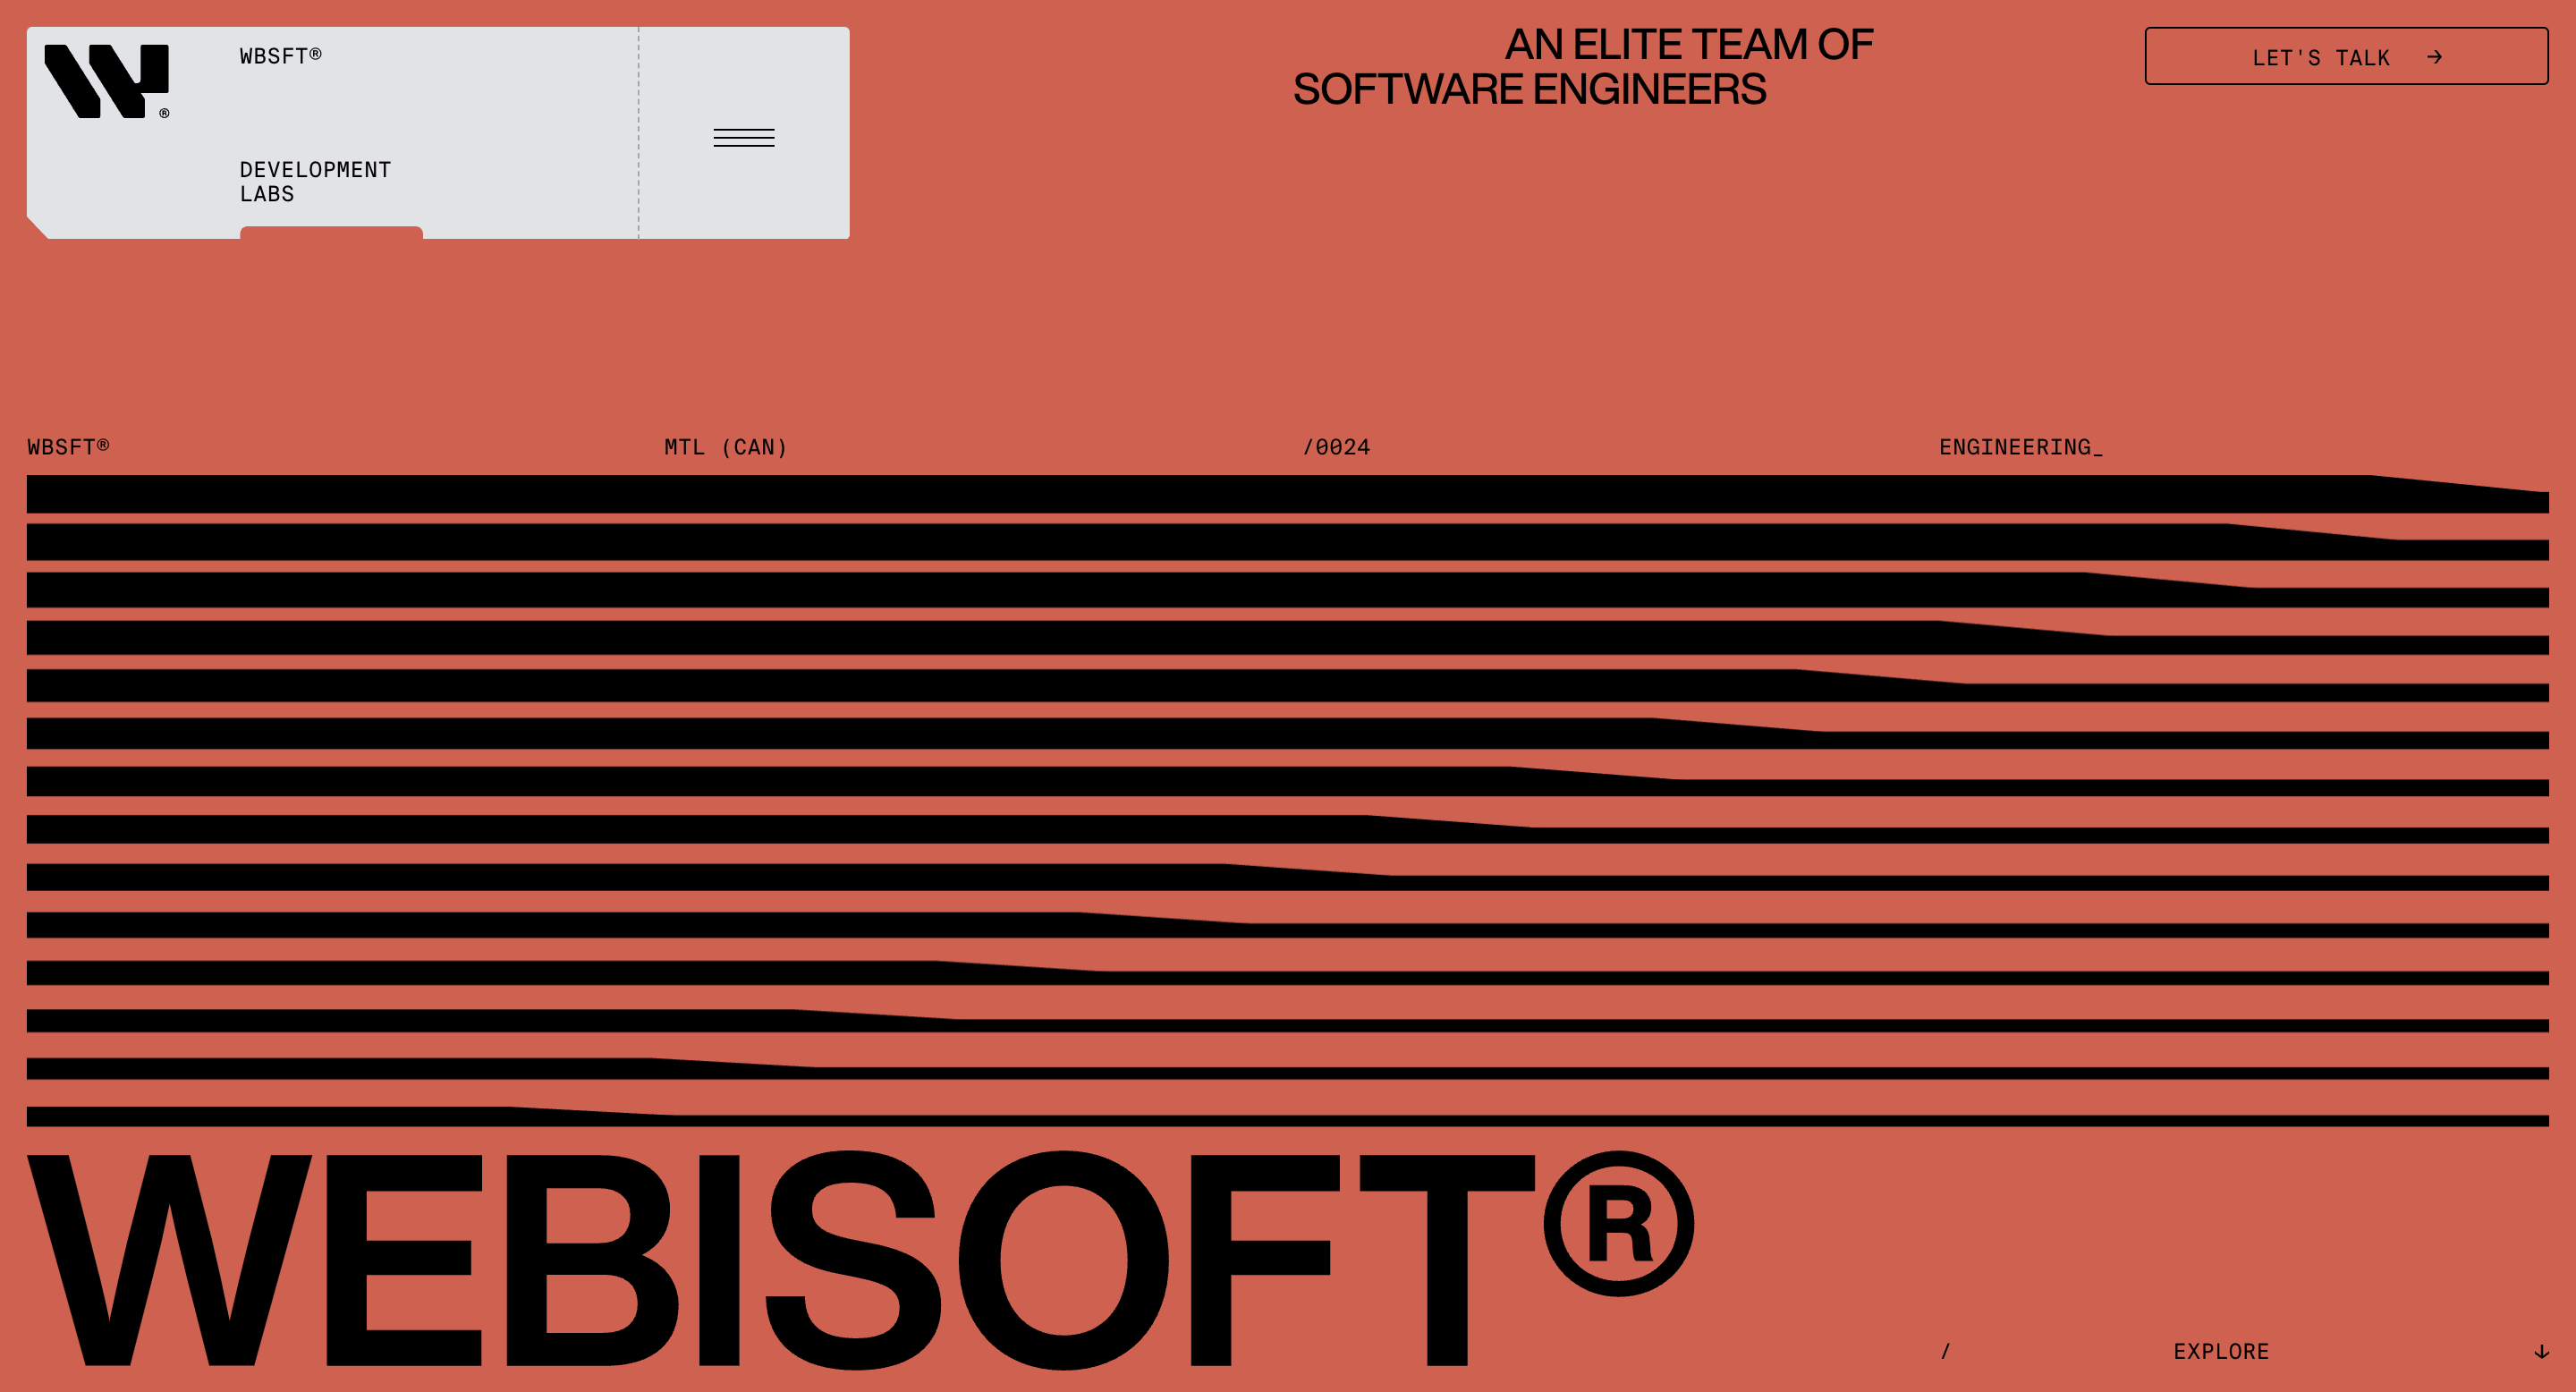 W®
WBSFT®
DEVELOPMENT
LABS
AN ELITE TEAM OF
SOFTWARE ENGINEERS
LET'S TALK →
WBSFT®
MTL (CAN)
/0024
ENGINEERING_
WEBISOFT®
/
EXPLORE
↓